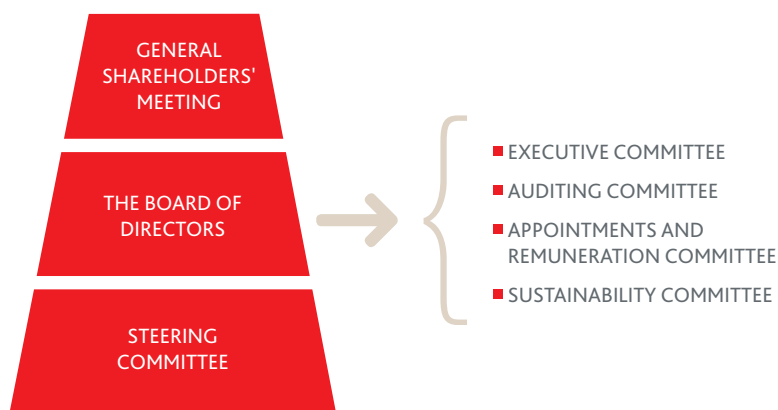 GENERAL
SHAREHOLDERS'
MEETING
THE BOARD OF
DIRECTORS
STEERING
COMMITTEE
EXECUTIVE COMMITTEE
AUDITING COMMITTEE
APPOINTMENTS AND
REMUNERATION COMMITTEE
SUSTAINABILITY COMMITTEE